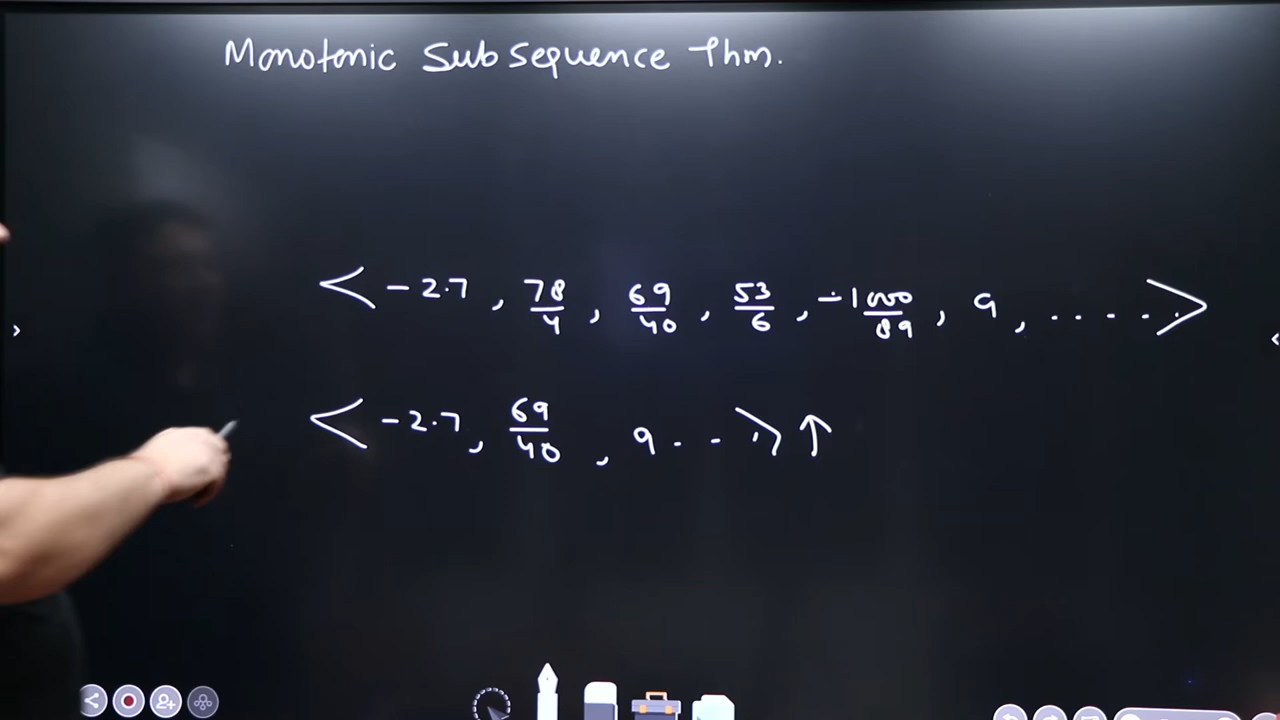 Monotonic Subsequence Thm.
< -2.7, 78/4, 69/40, 53/6, -1000/89, 9, ..... >
< -2.7, 69/40, 9 - - .. > ↑